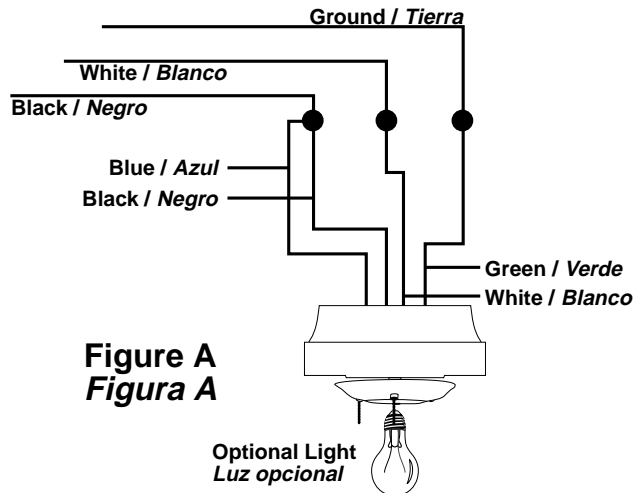 Ground / Tierra
White / Blanco
Black / Negro
Blue / Azul
Black / Negro
Green / Verde
White / Blanco
Figure A
Figura A
Optional Light
Luz opcional